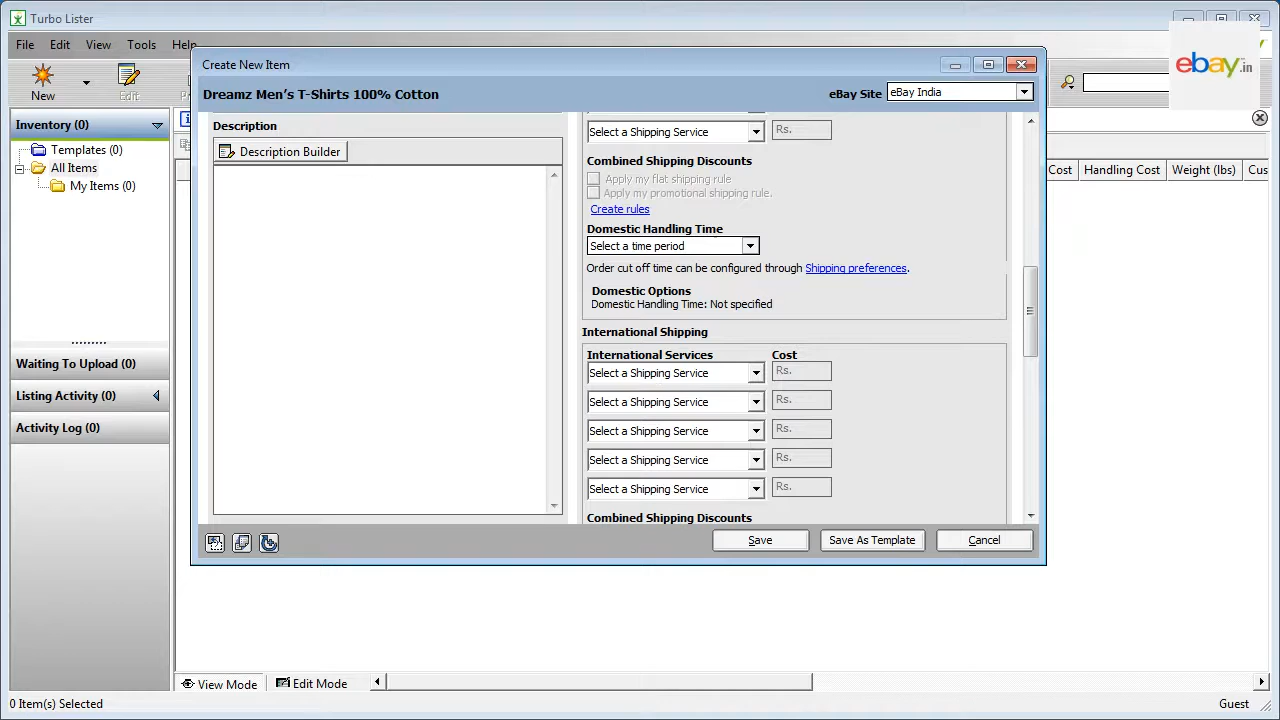 Turbo Lister
File Edit View Tools Help
New
Edit
ebay.in
Create New Item
Dreamz Men's T-Shirts 100% Cotton
eBay Site eBay India
Inventory (0)
Templates (0)
All Items
My Items (0)
Waiting To Upload (0)
Listing Activity (0)
Activity Log (0)
Description
Description Builder
Select a Shipping Service Rs.
Combined Shipping Discounts
Apply my flat shipping rule
Apply my promotional shipping rule.
Create rules
Domestic Handling Time
Select a time period
Order cut off time can be configured through Shipping preferences.
Domestic Options
Domestic Handling Time: Not specified
International Shipping
International Services Cost
Select a Shipping Service Rs.
Select a Shipping Service Rs.
Select a Shipping Service Rs.
Select a Shipping Service Rs.
Select a Shipping Service Rs.
Combined Shipping Discounts
Save Save As Template Cancel
Cost Handling Cost Weight (lbs) Cus
View Mode Edit Mode
0 Item(s) Selected Guest